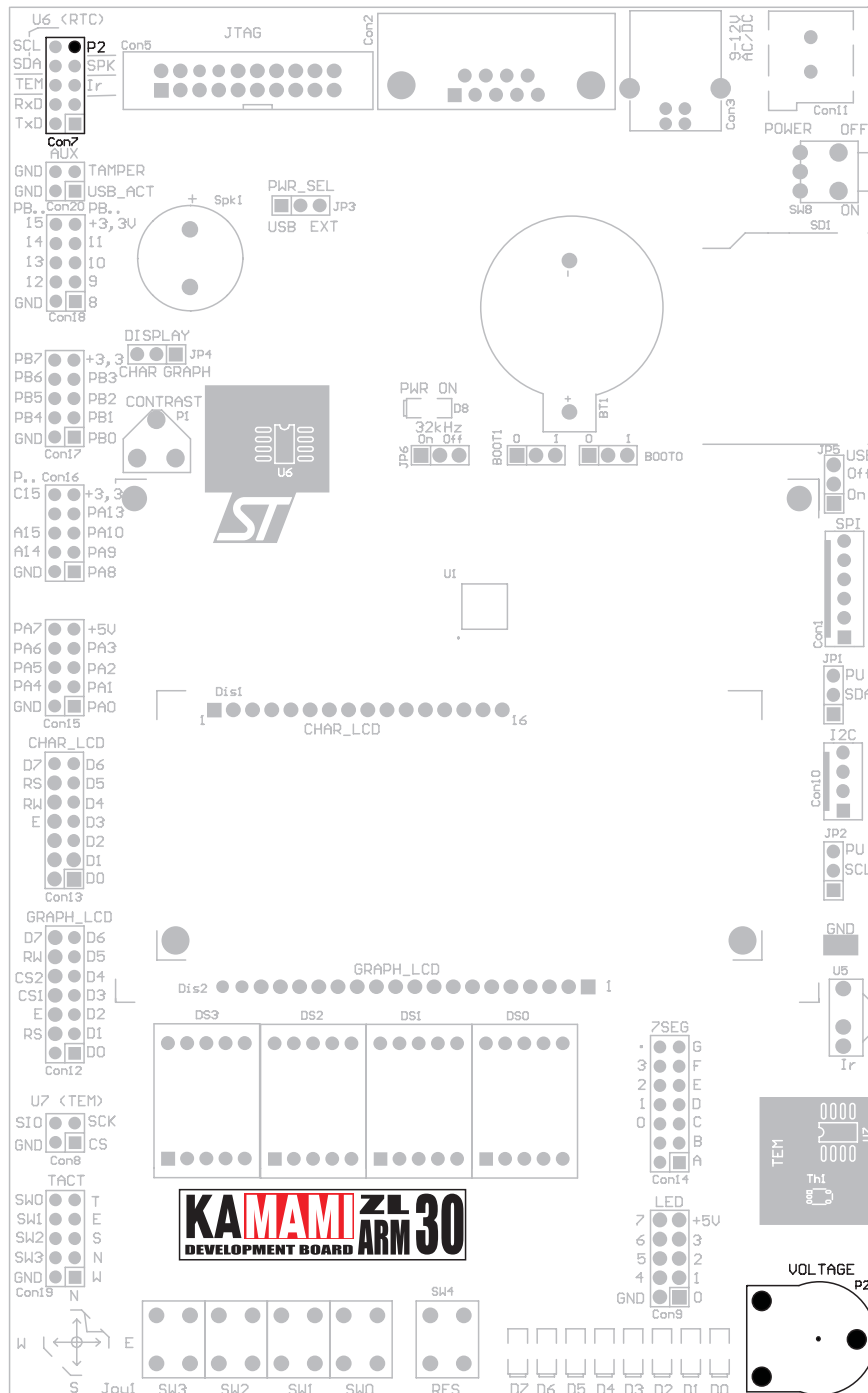 U6 (RTC)
SCL P2
SDA SPK
TEM Ir
RxD
TxD
Con7
Con5
JTAG
Con2
9-12V
AC/DC
Con3
Con11
POWER OFF
SW8 ON
AUX
GND TAMPER
GND USB_ACT
Con20
PB.. PB..
15 +3,3V
14 11
13 10
12 9
GND 8
Con18
+ Spk1
PWR_SEL
JP3
USB EXT
SD1
-
+
BT1
DISPLAY
JP4
CHAR GRAPH
PB7 +3,3
PB6 PB3
PB5 PB2
PB4 PB1
GND PB0
Con17
CONTRAST
P1
U6
ST
PWR ON
D8
32kHz
On Off
JP6
BOOT1
0 1
0 1
BOOT0
JP5 USB
Off
On
P.. Con16
C15 +3,3
PA13
A15 PA10
A14 PA9
GND PA8
SPI
Con1
U1
PA7 +5V
PA6 PA3
PA5 PA2
PA4 PA1
GND PA0
Con15
JP1
PU
SDA
Dis1
1 16
CHAR_LCD
I2C
Con10
CHAR_LCD
D7 D6
RS D5
RW D4
E D3
D2
D1
D0
Con13
JP2
PU
SCL
GND
GRAPH_LCD
D7 D6
RW D5
CS2 D4
CS1 D3
E D2
RS D1
D0
Con12
GRAPH_LCD
Dis2 1
U5
Ir
DS3 DS2 DS1 DS0
7SEG
. G
3 F
2 E
1 D
0 C
B
A
Con14
U7 (TEM)
SIO SCK
GND CS
Con8
TEM
U7
Th1
TACT
SW0 T
SW1 E
SW2 S
SW3 N
GND W
Con19
KAMAMI ZL
DEVELOPMENT BOARD ARM 30
LED
7 +5V
6 3
5 2
4 1
GND 0
Con9
VOLTAGE
P2
N
W E
S
Joy1
SW3 SW2 SW1 SW0
SW4
RES
D7 D6 D5 D4 D3 D2 D1 D0